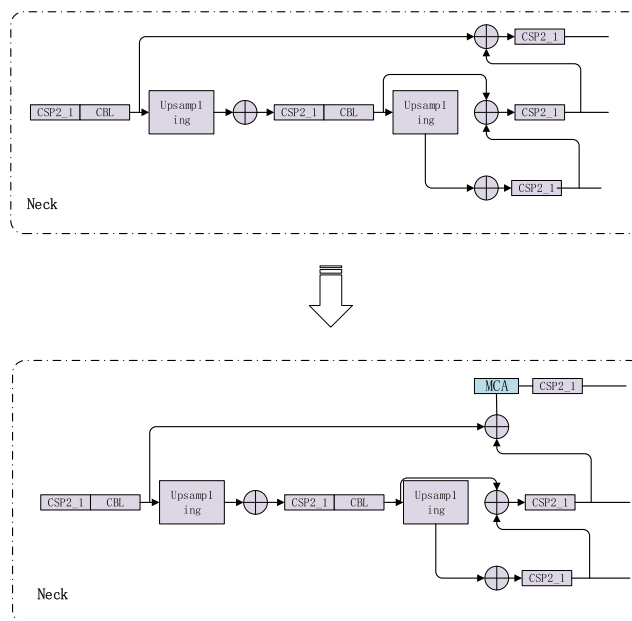 CSP2_1
CSP2_1 CBL Upsampl CSP2_1 CBL Upsampl CSP2_1
ing ing
CSP2_1
Neck
MCA CSP2_1
CSP2_1 CBL Upsampl CSP2_1 CBL Upsampl CSP2_1
ing ing
CSP2_1
Neck